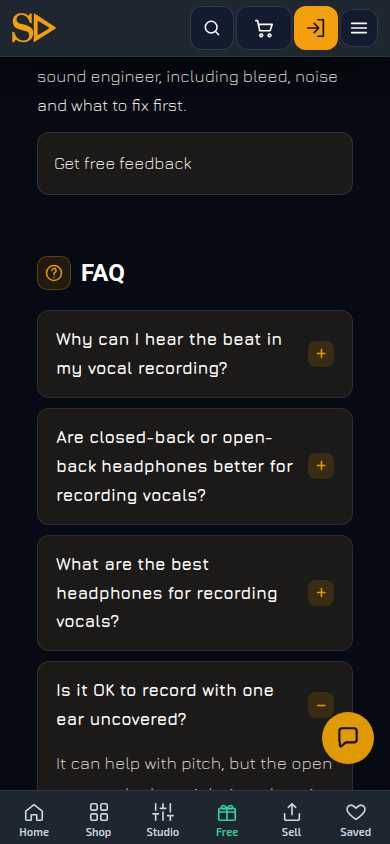 SD
sound engineer, including bleed, noise
and what to fix first.
Get free feedback
FAQ
Why can I hear the beat in
my vocal recording?
Are closed-back or open-
back headphones better for
recording vocals?
What are the best
headphones for recording
vocals?
Is it OK to record with one
ear uncovered?
It can help with pitch, but the open
Home
Shop
Studio
Free
Sell
Saved